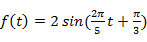 f(t) = 2 sin(2π/5 t + π/3)